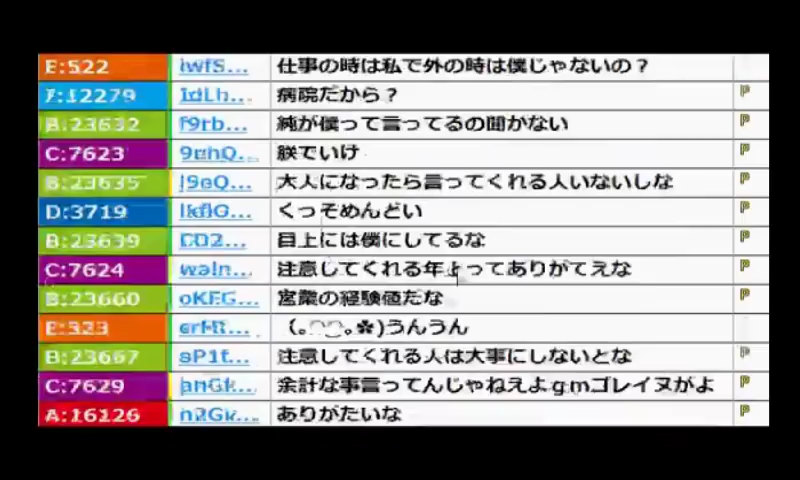 E:522 仕事の時は私で外の時は僕じゃないの？
F:12279 病院だから？ P
B:23632 f9rb... 純が僕って言ってるの聞かない P
C:7623 躾でいけ P
B:23635 大人になったら言ってくれる人いないしな P
D:3719 くっそめんどい P
B:23639 目上には僕にしてるな P
C:7624 注意してくれる年上ってありがてえな P
B:23660 oKEG... 営業の経験値だな P
E:523 (｡◠‿◠｡✽)うんうん
B:23667 sP1t... 注意してくれる人は大事にしないとな P
C:7629 余計な事言ってんじゃねえよgmゴレイヌがよ P
A:16126 n2Gk... ありがたいな P